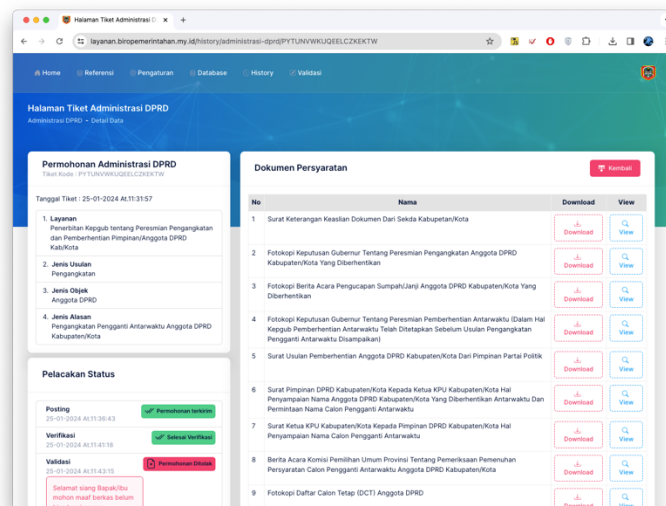 Halaman Tiket Administrasi D
layanan.biropemerintahan.my.id/history/administrasi-dprd/PYTUNVWKUQEELCZKEKTW
Home Referensi Pengaturan Database History Validasi
Halaman Tiket Administrasi DPRD
Administrasi DPRD • Detail Data
Permohonan Administrasi DPRD
Tiket Kode : PYTUNVWKUQEELCZKEKTW
Tanggal Tiket : 25-01-2024 At.11:31:57
1. Layanan
Penerbitan Kepgub tentang Peresmian Pengangkatan
dan Pemberhentian Pimpinan/Anggota DPRD
Kab/Kota
2. Jenis Usulan
Pengangkatan
3. Jenis Objek
Anggota DPRD
4. Jenis Alasan
Pengangkatan Pengganti Antarwaktu Anggota DPRD
Kabupaten/Kota
Pelacakan Status
Posting
25-01-2024 At.11:36:43
Permohonan terkirim
Verifikasi
25-01-2024 At.11:41:18
Selesai Verifikasi
Validasi
25-01-2024 At.11:43:15
Permohonan Ditolak
Selamat siang Bapak/ibu
mohon maaf berkas belum
Dokumen Persyaratan
Kembali
No Nama Download View
1 Surat Keterangan Keaslian Dokumen Dari Sekda Kabupetan/Kota
Download View
2 Fotokopi Keputusan Gubernur Tentang Peresmian Pengangkatan Anggota DPRD
Kabupaten/Kota Yang Diberhentikan
Download View
3 Fotokopi Berita Acara Pengucapan Sumpah/Janji Anggota DPRD Kabupaten/Kota Yang
Diberhentikan
Download View
4 Fotokopi Keputusan Gubernur Tentang Peresmian Pemberhentian Antarwaktu (Dalam Hal
Kepgub Pemberhentian Antarwaktu Telah Ditetapkan Sebelum Usulan Pengangkatan
Pengganti Antarwaktu Disampaikan)
Download View
5 Surat Usulan Pemberhentian Anggota DPRD Kabupaten/Kota Dari Pimpinan Partai Politik
Download View
6 Surat Pimpinan DPRD Kabupaten/Kota Kepada Ketua KPU Kabupaten/Kota Hal
Penyampaian Nama Anggota DPRD Kabupaten/Kota Yang Diberhentikan Antarwaktu Dan
Permintaan Nama Calon Pengganti Antarwaktu
Download View
7 Surat Ketua KPU Kabupaten/Kota Kepada Pimpinan DPRD Kabupaten/Kota Hal
Penyampaian Nama Calon Pengganti Antarwaktu
Download View
8 Berita Acara Komisi Pemilihan Umum Provinsi Tentang Pemeriksaan Pemenuhan
Persyaratan Calon Pengganti Antarwaktu Anggota DPRD Kabupaten/Kota
Download View
9 Fotokopi Daftar Calon Tetap (DCT) Anggota DPRD
Download View